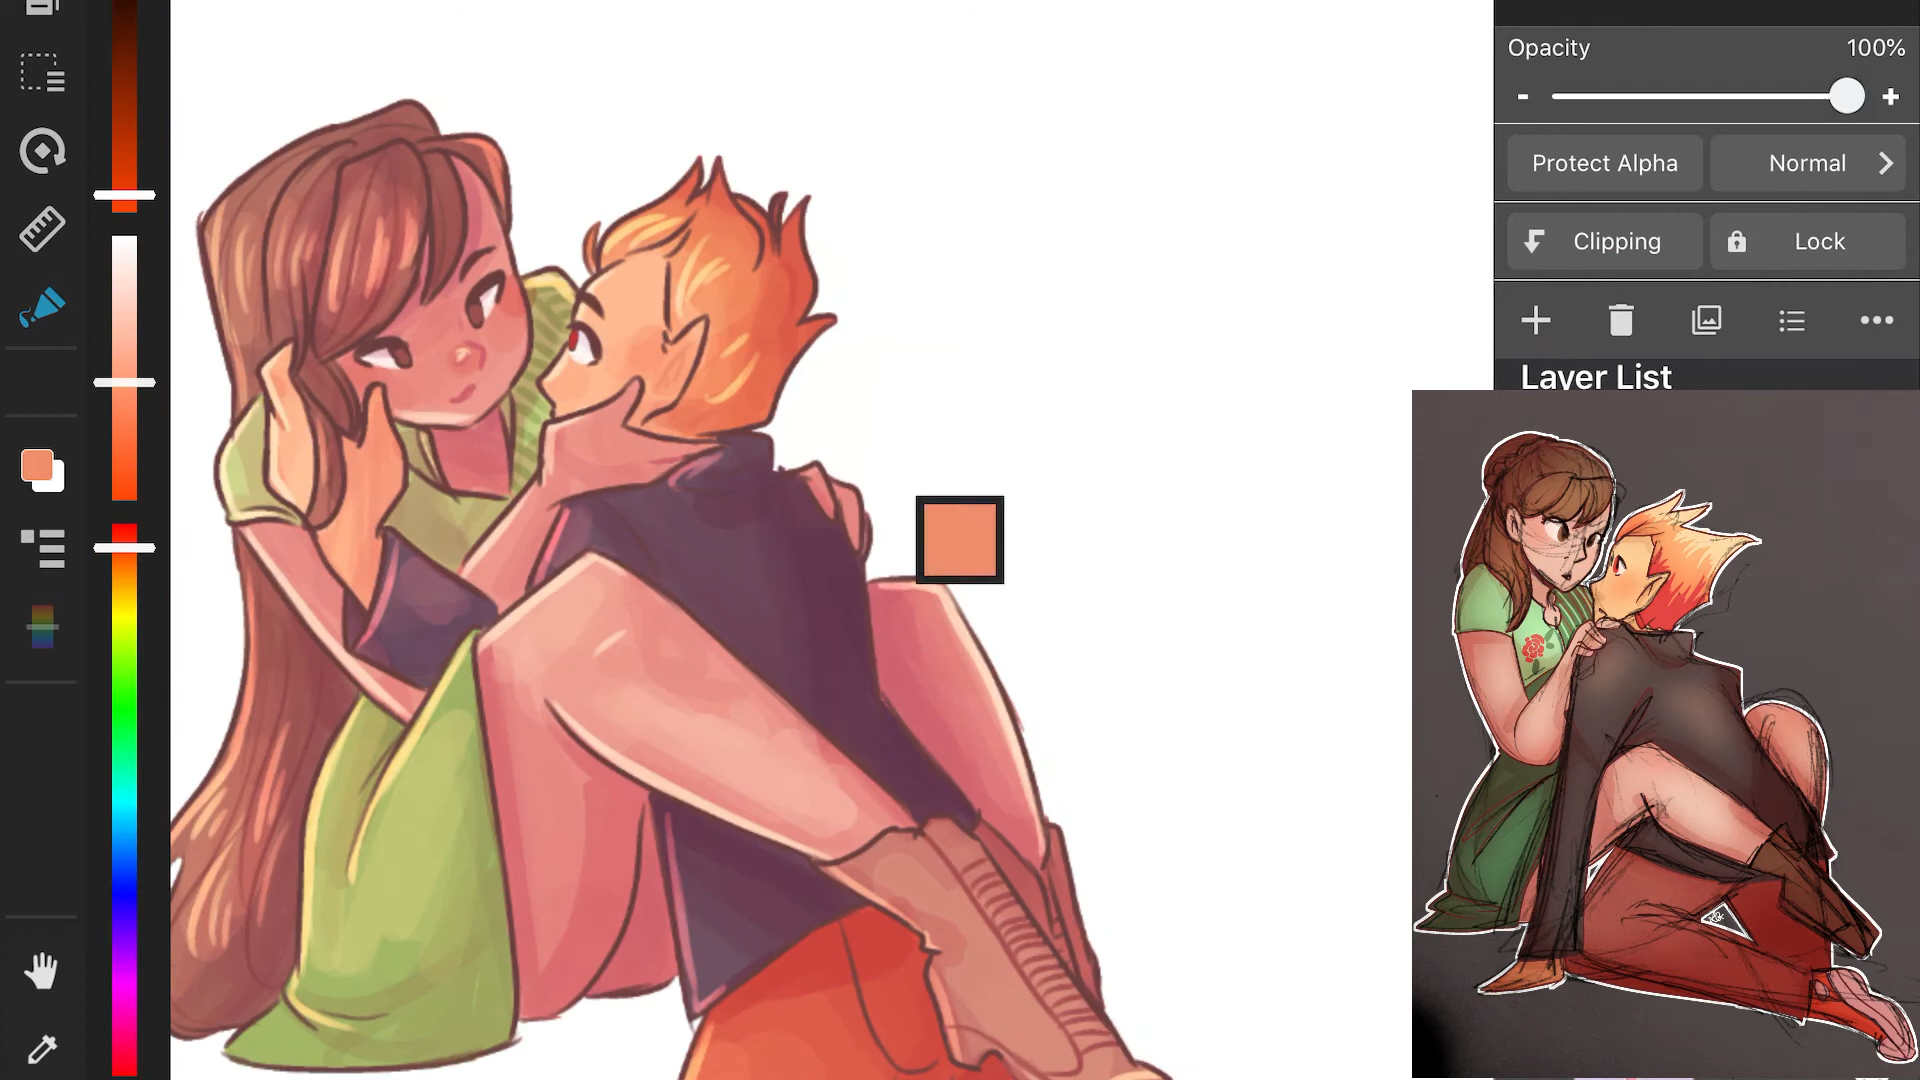 Opacity 100%
- +
Protect Alpha Normal
Clipping Lock
Layer List